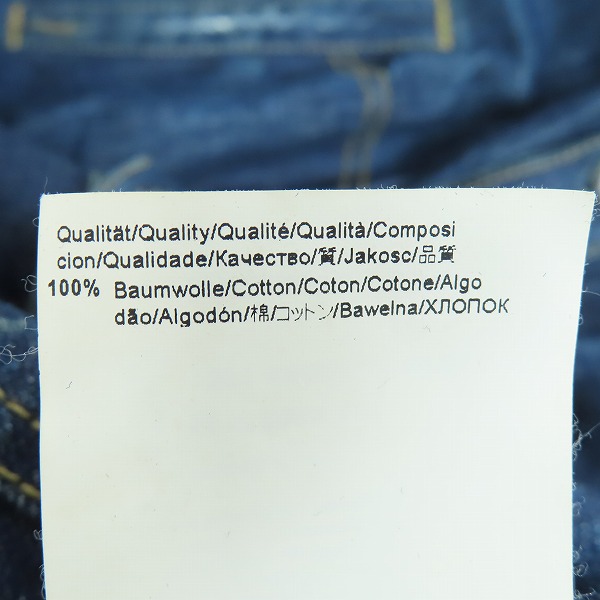 Qualität/Quality/Qualité/Qualità/Composi
cion/Qualidade/Качество/質/Jakosc/品質
100% Baumwolle/Cotton/Coton/Cotone/Algo
dão/Algodón/棉/コットン/Bawelna/ХЛОПОК